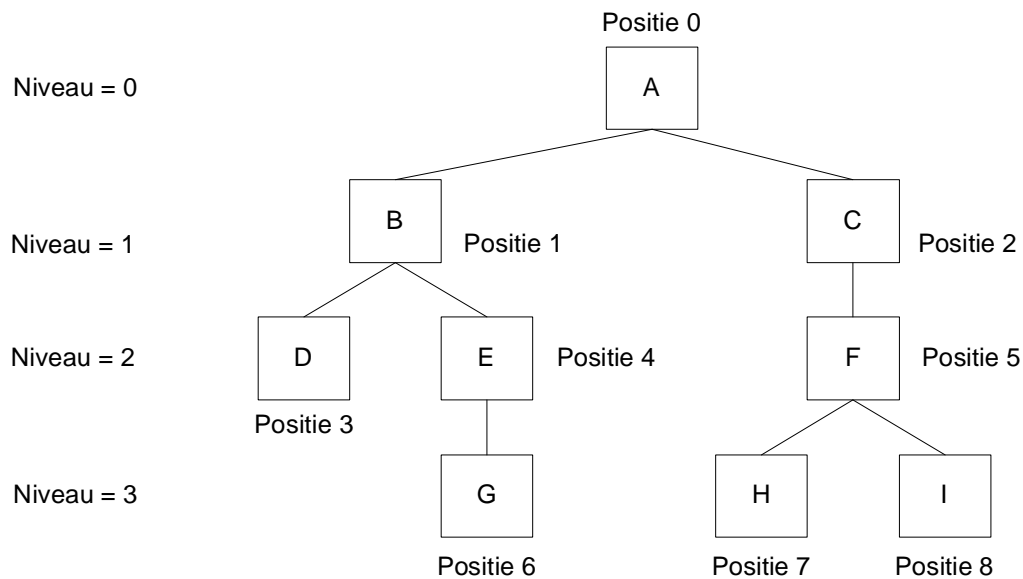 Positie 0
Niveau = 0
A
B
C
Niveau = 1
Positie 1
Positie 2
Niveau = 2
D
E
Positie 4
F
Positie 5
Positie 3
Niveau = 3
G
H
I
Positie 6
Positie 7
Positie 8